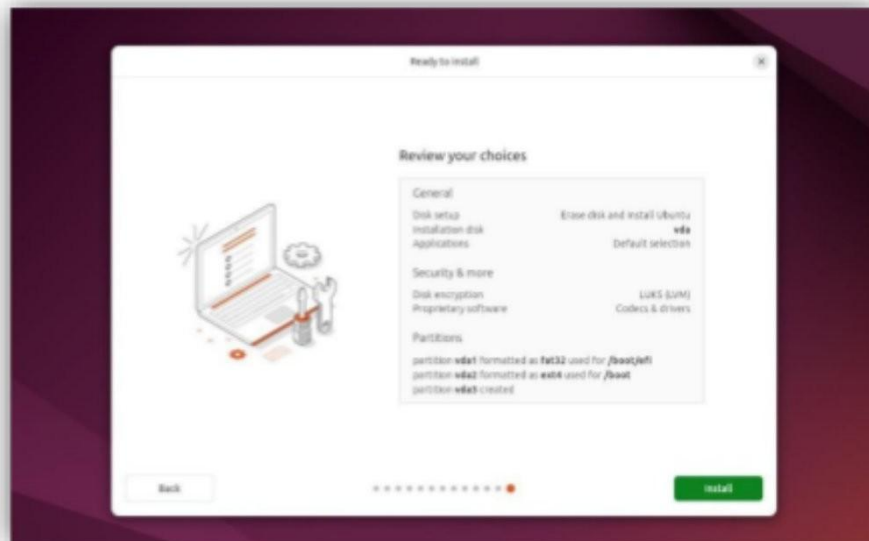 Ready to install
Review your choices
General
Disk setup Erase disk and install Ubuntu
Installation disk vda
Applications Default selection
Security & more
Disk encryption LUKS (LVM)
Proprietary software Codecs & drivers
Partitions
partition vda1 formatted as fat32 used for /boot/efi
partition vda2 formatted as ext4 used for /boot
partition vda3 created
Back
Install